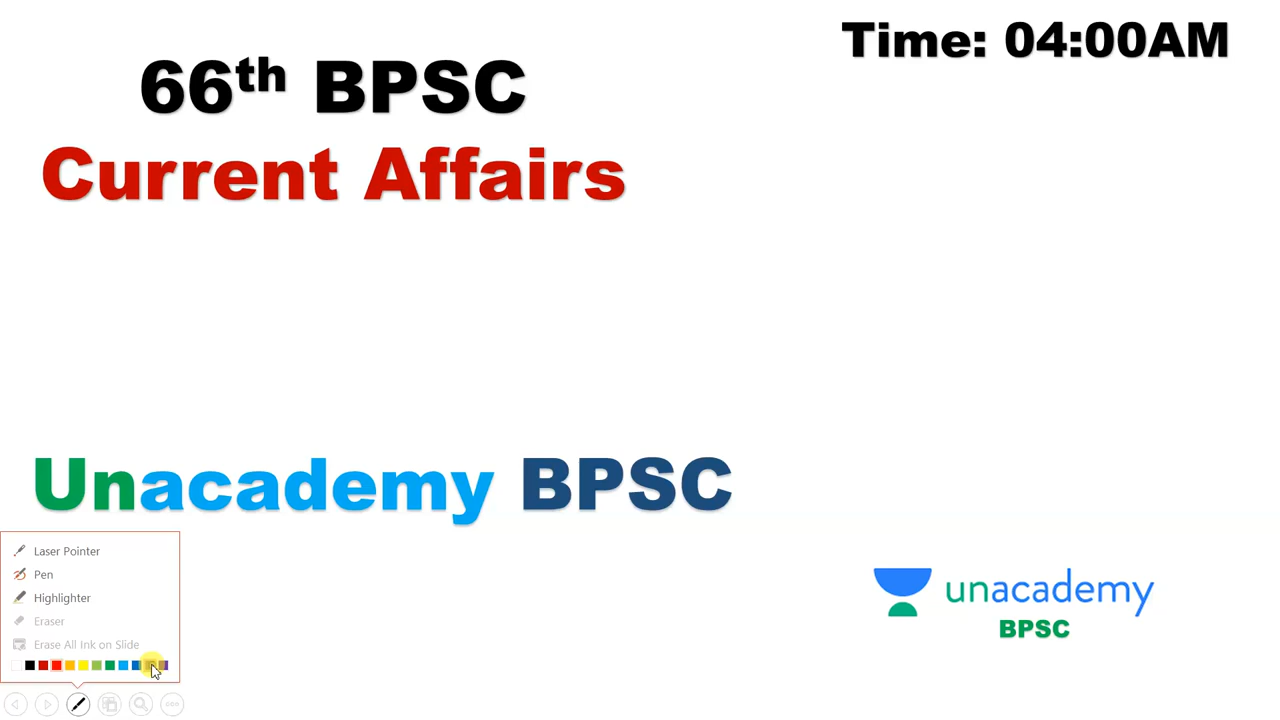 Time: 04:00AM
66th BPSC
Current Affairs
Unacademy BPSC
Laser Pointer
Pen
Highlighter
Eraser
Erase All Ink on Slide
unacademy
BPSC